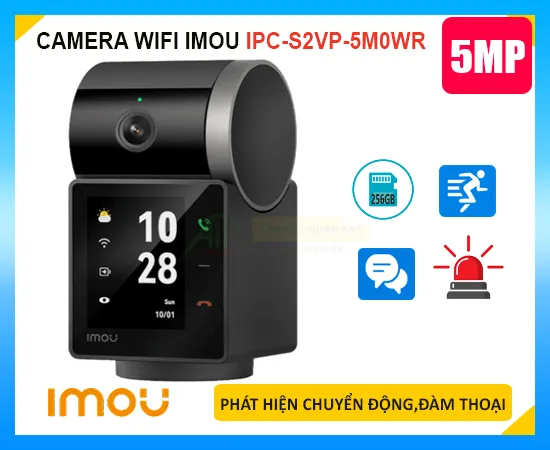 CAMERA WIFI IMOU IPC-S2VP-5M0WR
5MP
256GB
10
28
Sun
10/01
imou
imou
PHÁT HIỆN CHUYỂN ĐỘNG,ĐÀM THOẠI